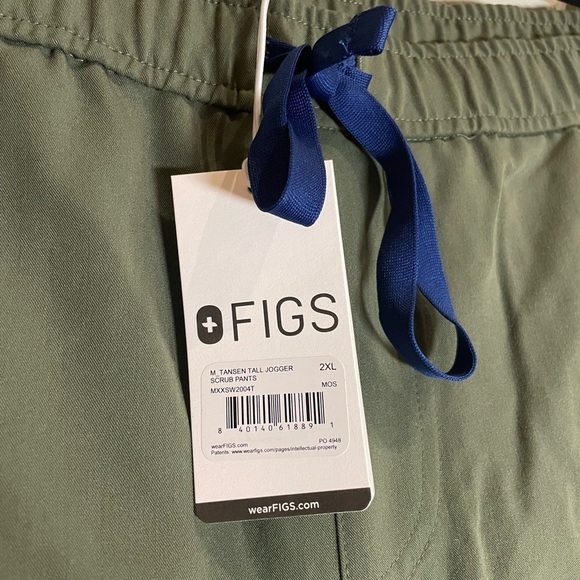 FIGS
M_TANSEN TALL JOGGER 2XL
SCRUB PANTS
MXXSW2004T MOS
8 40140 61889 1
wearFIGS.com PO 4948
Patents. www.wearfigs.com/pages/intellectual-property
wearFIGS.com